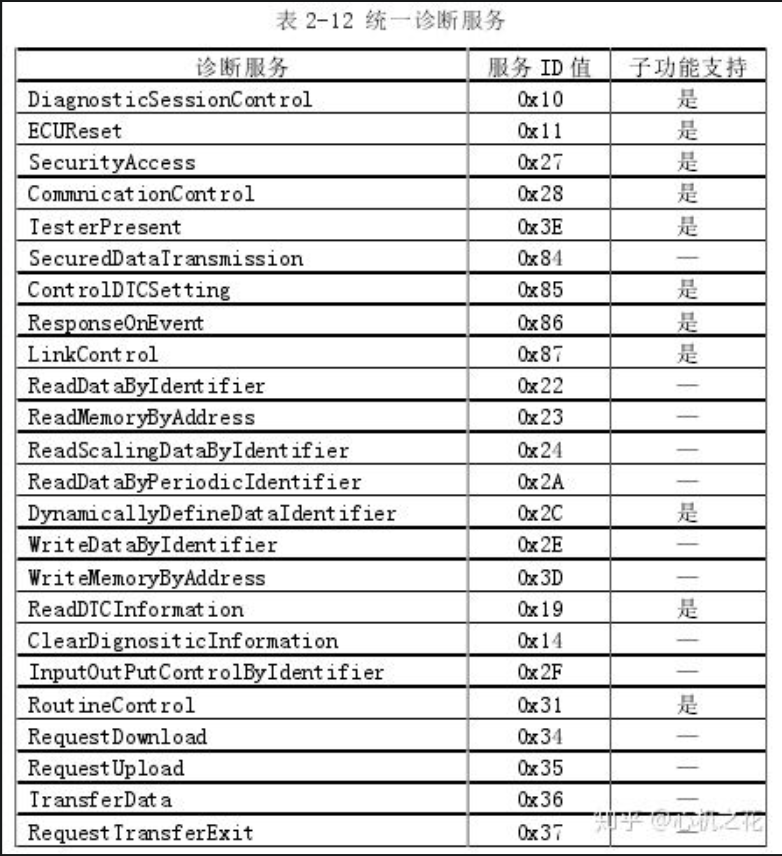 表 2-12 统一诊断服务
诊断服务 服务 ID 值 子功能支持
DiagnosticSessionControl 0x10 是
ECUReset 0x11 是
SecurityAccess 0x27 是
CommnicationControl 0x28 是
TesterPresent 0x3E 是
SecuredDataTransmission 0x84 —
ControlDTCSetting 0x85 是
ResponseOnEvent 0x86 是
LinkControl 0x87 是
ReadDataByIdentifier 0x22 —
ReadMemoryByAddress 0x23 —
ReadScalingDataByIdentifier 0x24 —
ReadDataByPeriodicIdentifier 0x2A —
DynamicallyDefineDataIdentifier 0x2C 是
WriteDataByIdentifier 0x2E —
WriteMemoryByAddress 0x3D —
ReadDTCInformation 0x19 是
ClearDignositicInformation 0x14 —
InputOutPutControlByIdentifier 0x2F —
RoutineControl 0x31 是
RequestDownload 0x34 —
RequestUpload 0x35 —
TransferData 0x36 —
RequestTransferExit 0x37 —
知乎 @心机之花